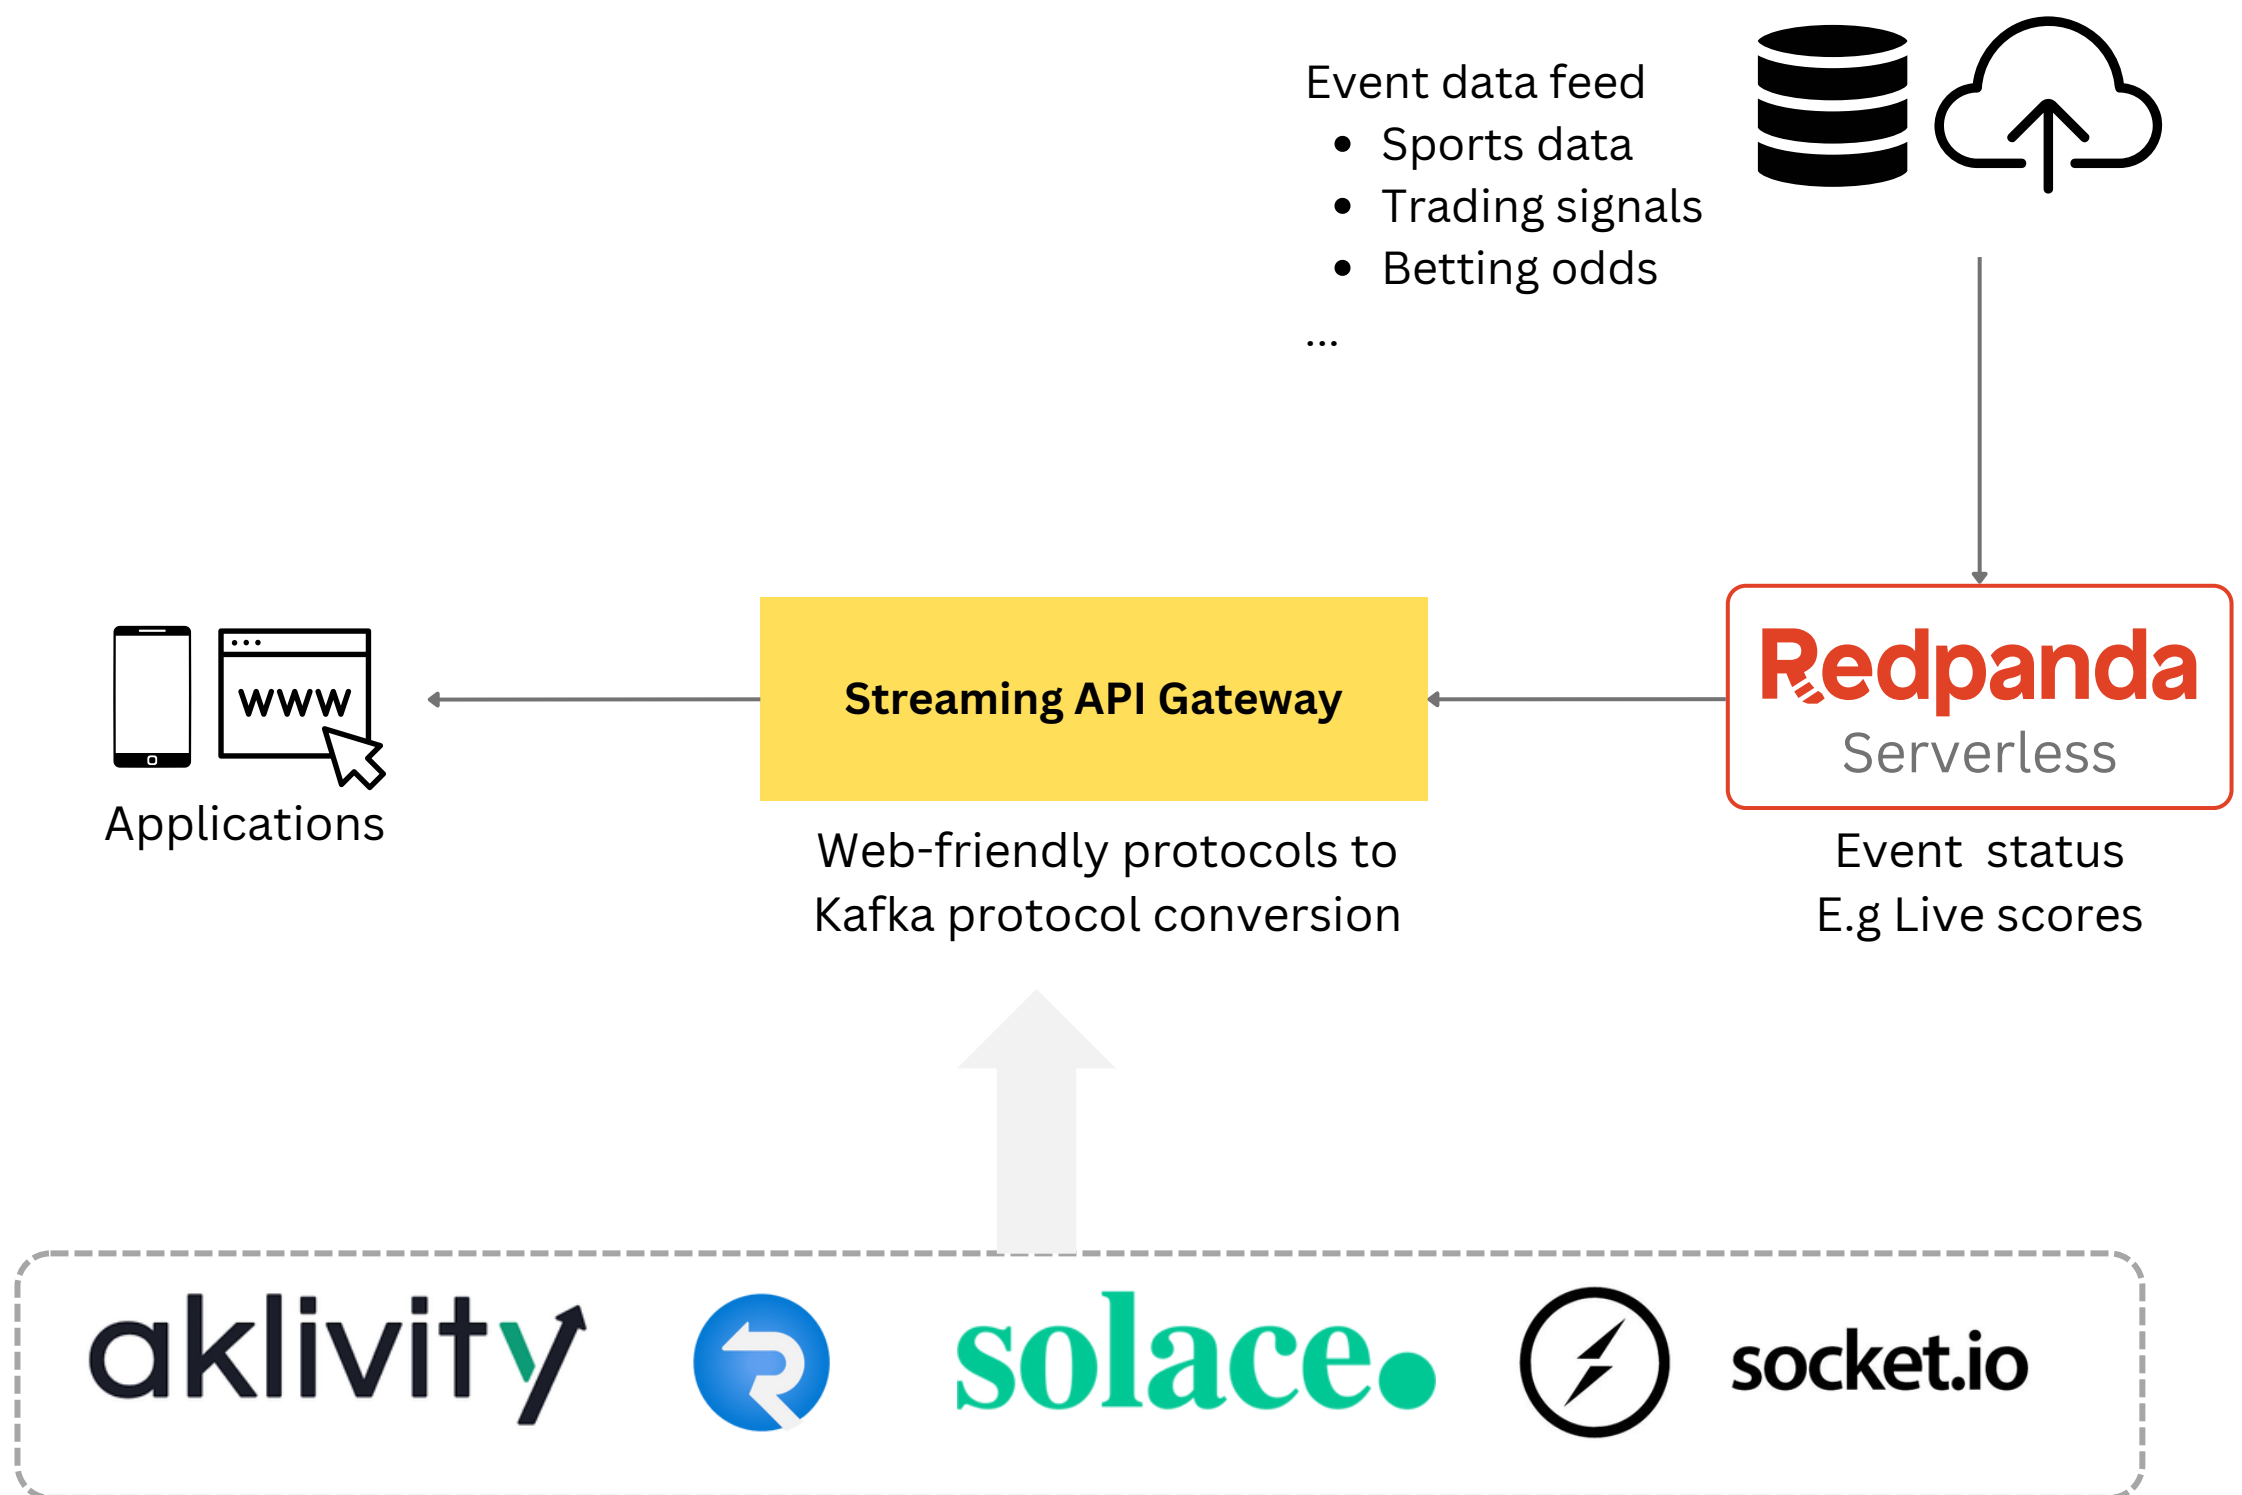 Event data feed
• Sports data
• Trading signals
• Betting odds
...
WWW
Applications
Streaming API Gateway
Web-friendly protocols to
Kafka protocol conversion
Redpanda
Serverless
Event status
E.g Live scores
aklivity
solace
socket.io